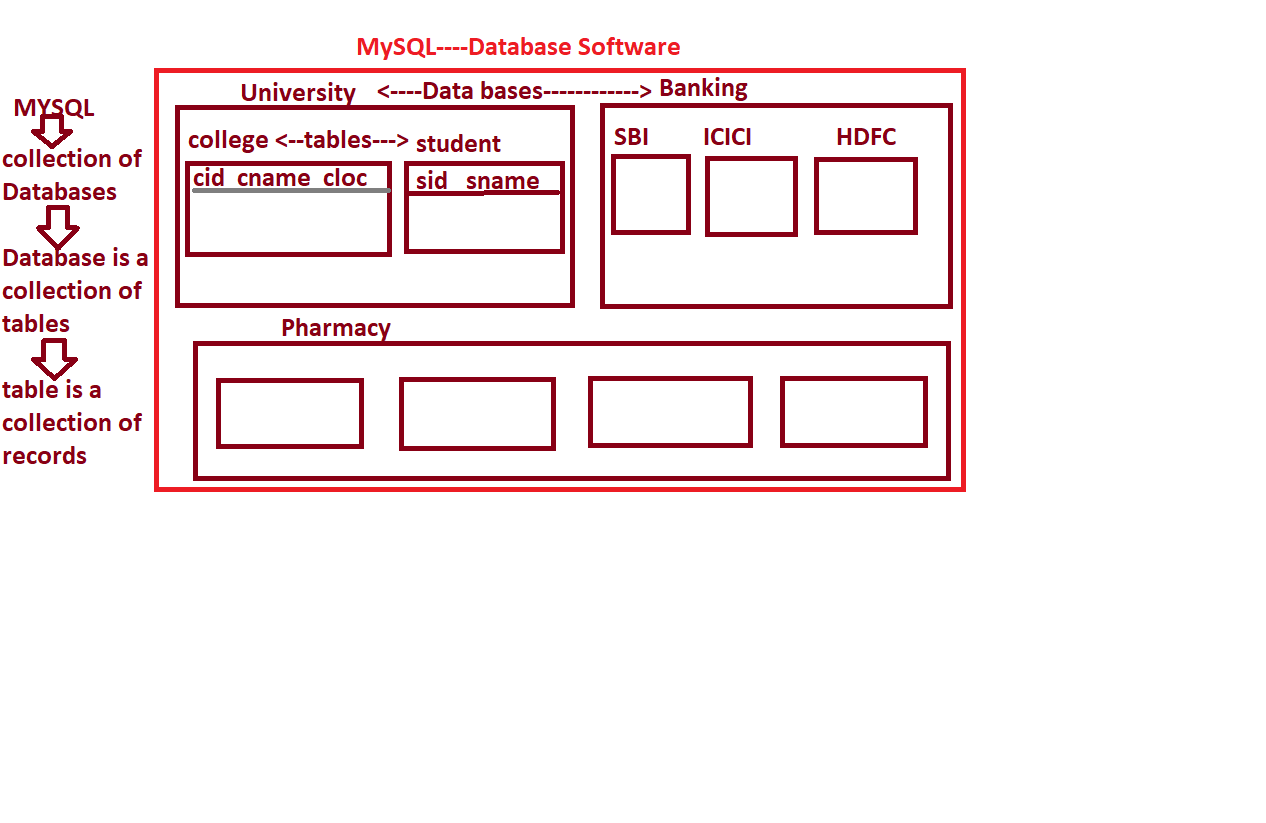 MySQL----Database Software
MYSQL
collection of
Databases
Database is a
collection of
tables
table is a
collection of
records
University <----Data bases------------> Banking
college <--tables---> student
cid cname cloc
sid sname
SBI ICICI HDFC
Pharmacy